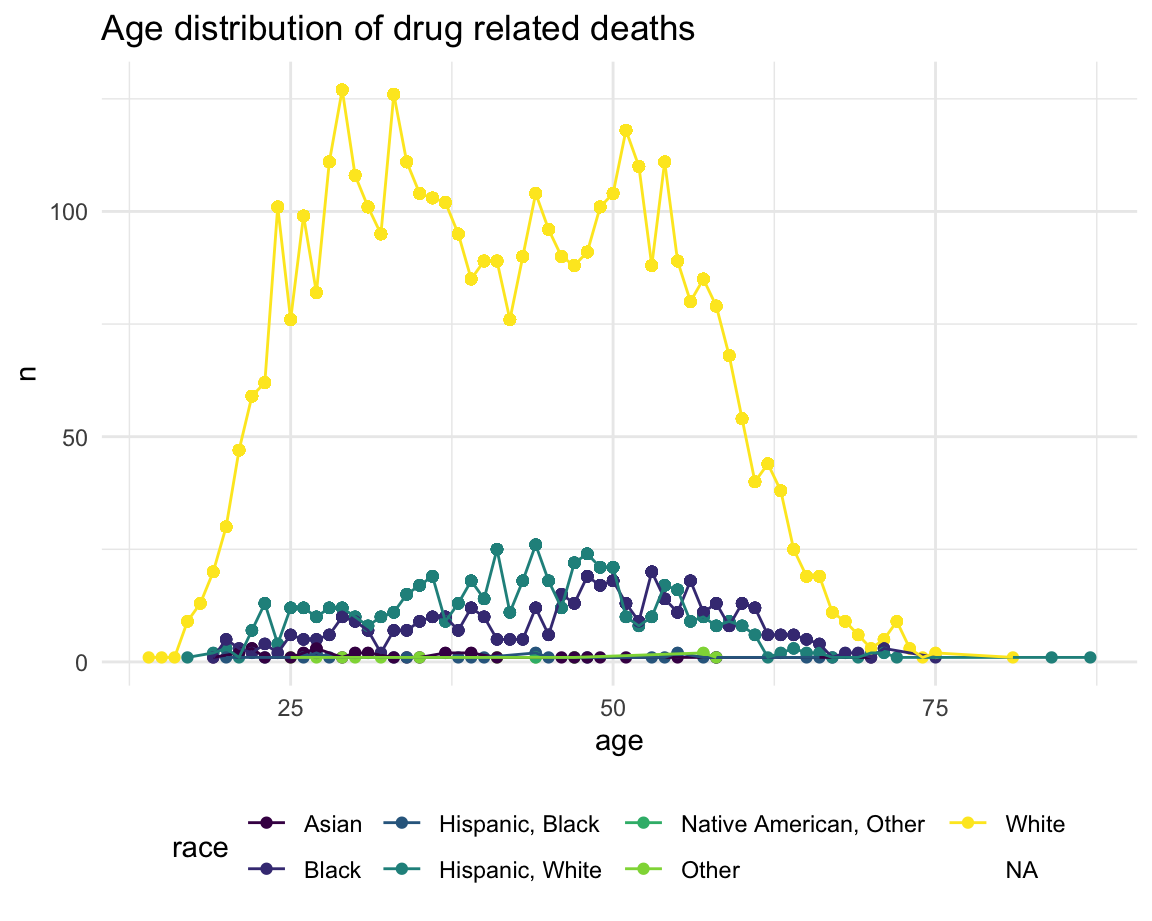 Age distribution of drug related deaths
100
50
0
n
25 50 75
age
race
Asian Hispanic, Black Native American, Other White
Black Hispanic, White Other NA